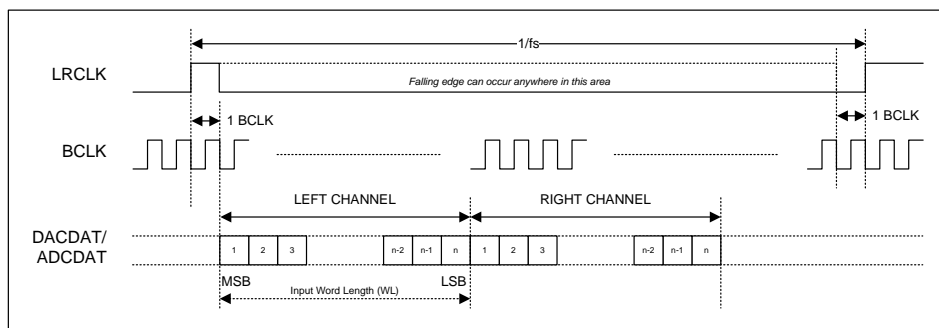 1/fs
LRCLK
Falling edge can occur anywhere in this area
1 BCLK
1 BCLK
BCLK
LEFT CHANNEL
RIGHT CHANNEL
DACDAT/
ADCDAT
1 2 3 n-2 n-1 n 1 2 3 n-2 n-1 n
MSB
LSB
Input Word Length (WL)